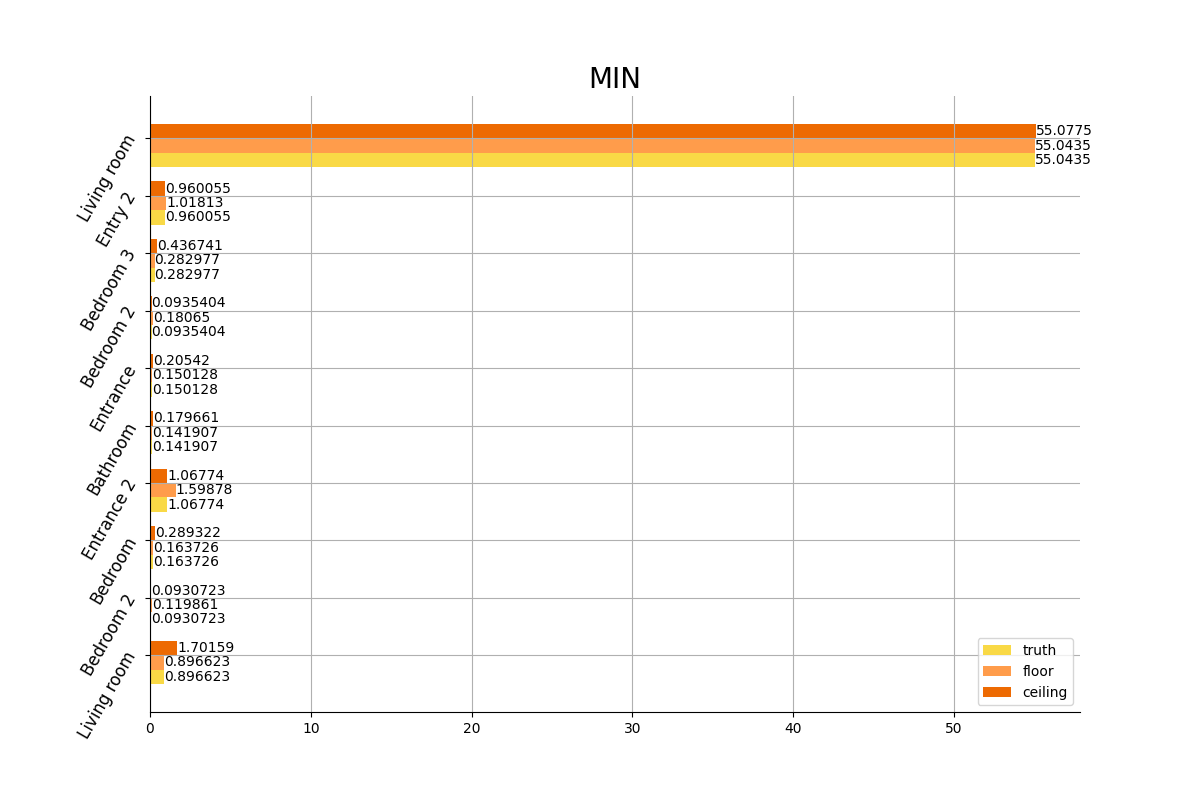 MIN
Living room
55.0775
55.0435
55.0435
Entry 2
0.960055
1.01813
0.960055
Bedroom 3
0.436741
0.282977
0.282977
Bedroom 2
0.0935404
0.18065
0.0935404
Entrance
0.20542
0.150128
0.150128
Bathroom
0.179661
0.141907
0.141907
Entrance 2
1.06774
1.59878
1.06774
Bedroom
0.289322
0.163726
0.163726
Bedroom 2
0.0930723
0.119861
0.0930723
Living room
1.70159
0.896623
0.896623
truth
floor
ceiling
0 10 20 30 40 50